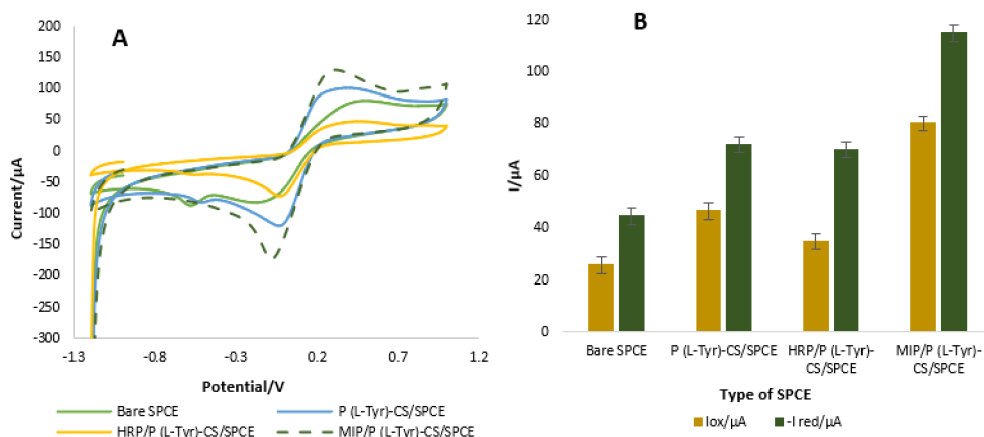 A
200
150
100
50
0
-50
-100
-150
-200
-250
-300
Current/µA
-1.3
-0.8
-0.3
0.2
0.7
1.2
Potential/V
Bare SPCE
P (L-Tyr)-CS/SPCE
HRP/P (L-Tyr)-CS/SPCE
MIP/P (L-Tyr)-CS/SPCE
B
120
100
80
60
40
20
0
I/µA
Bare SPCE
P (L-Tyr)-CS/SPCE
HRP/P (L-Tyr)-
CS/SPCE
MIP/P (L-Tyr)-
CS/SPCE
Type of SPCE
Iox/µA
-I red/µA